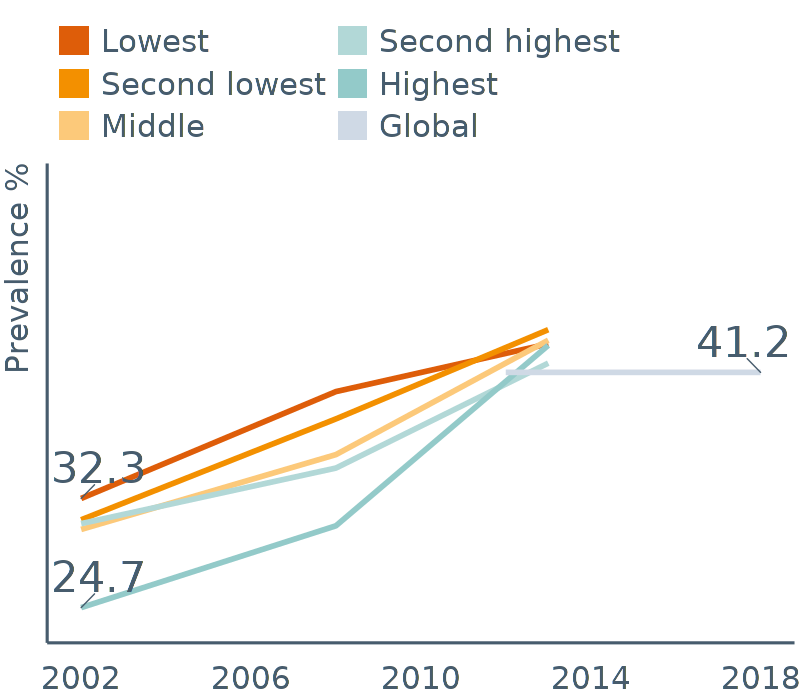 Lowest
Second lowest
Middle
Second highest
Highest
Global
Prevalence %
41.2
32.3
24.7
2002 2006 2010 2014 2018